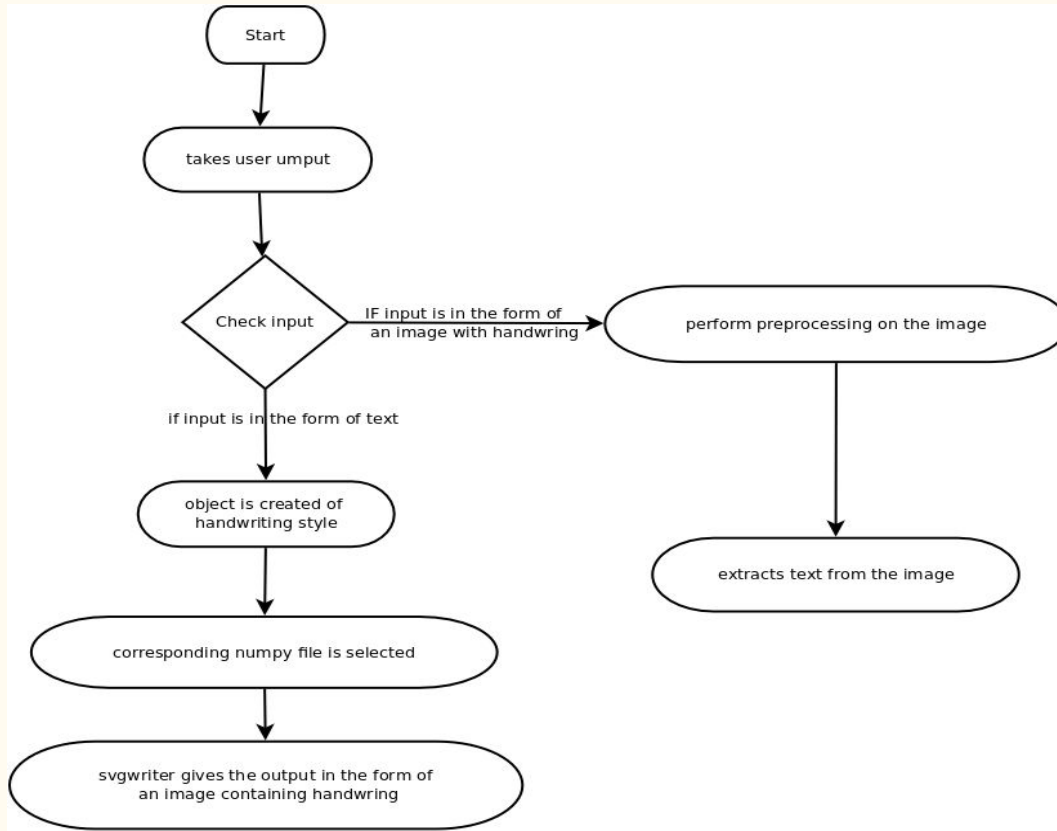 Start
takes user umput
Check input
IF input is in the form of
an image with handwring
perform preprocessing on the image
if input is in the form of text
object is created of
handwriting style
extracts text from the image
corresponding numpy file is selected
svgwriter gives the output in the form of
an image containing handwring